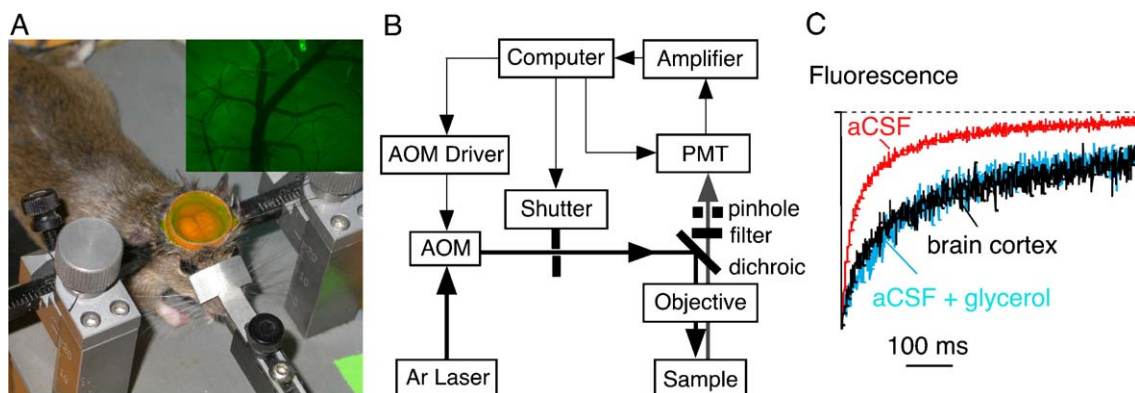 A
B
C
Computer
Amplifier
AOM Driver
PMT
Shutter
pinhole
filter
AOM
dichroic
Objective
Ar Laser
Sample
Fluorescence
aCSF
brain cortex
aCSF + glycerol
100 ms